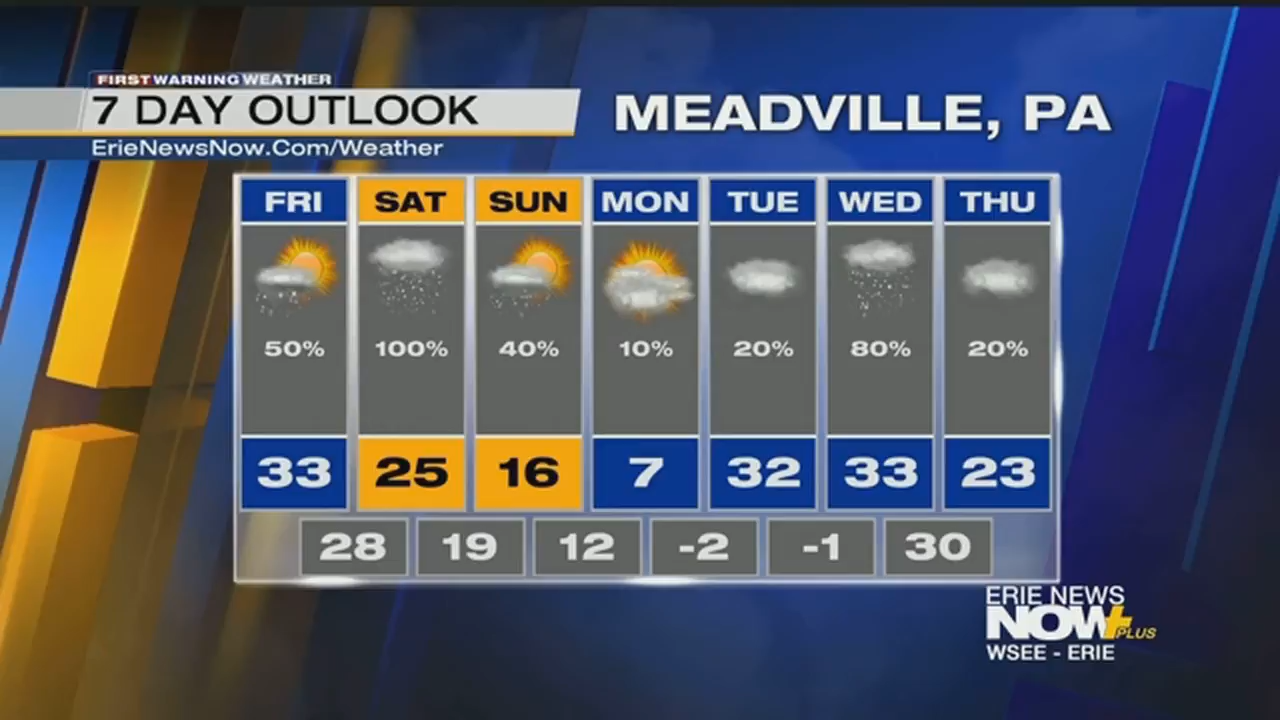 FIRST WARNING WEATHER
7 DAY OUTLOOK
ErieNewsNow.Com/Weather
MEADVILLE, PA
FRI SAT SUN MON TUE WED THU
50% 100% 40% 10% 20% 80% 20%
33 25 16 7 32 33 23
28 19 12 -2 -1 30
ERIE NEWS
NOW+ PLUS
WSEE - ERIE